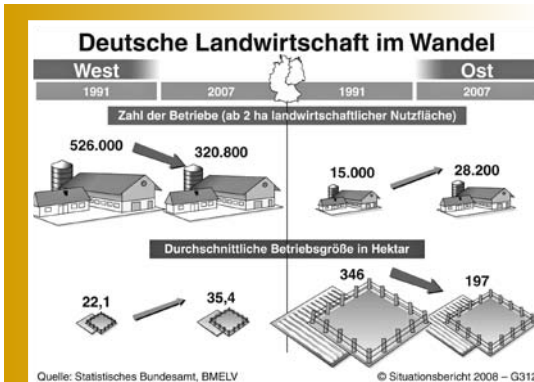 Deutsche Landwirtschaft im Wandel
West Ost
1991 2007 1991 2007
Zahl der Betriebe (ab 2 ha landwirtschaftlicher Nutzfläche)
526.000 320.800 15.000 28.200
Durchschnittliche Betriebsgröße in Hektar
22,1 35,4 346 197
Quelle: Statistisches Bundesamt, BMELV © Situationsbericht 2008 – G312